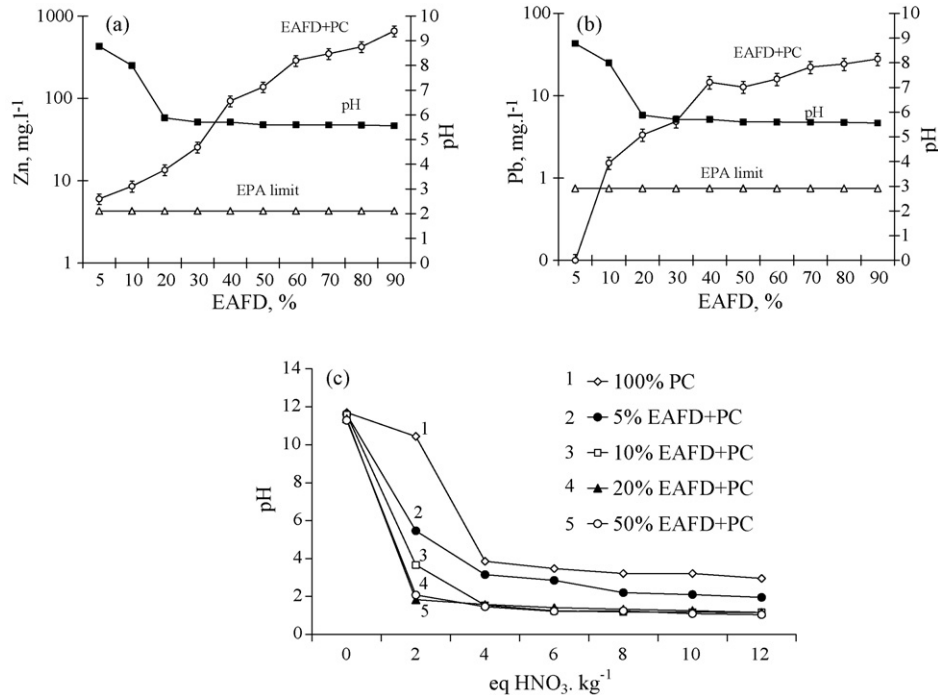 (a)
EAFD+PC
pH
EPA limit
Zn, mg.l-1
1000
100
10
1
10
9
8
7
6
5
4
3
2
1
0
pH
5 10 20 30 40 50 60 70 80 90
EAFD, %
(b)
EAFD+PC
pH
EPA limit
Pb, mg.l-1
100
10
1
0
10
9
8
7
6
5
4
3
2
1
0
pH
5 10 20 30 40 50 60 70 80 90
EAFD, %
(c)
pH
14
12
10
8
6
4
2
0
1
2
3
4
5
0 2 4 6 8 10 12
eq HNO3. kg-1
1 100% PC
2 5% EAFD+PC
3 10% EAFD+PC
4 20% EAFD+PC
5 50% EAFD+PC